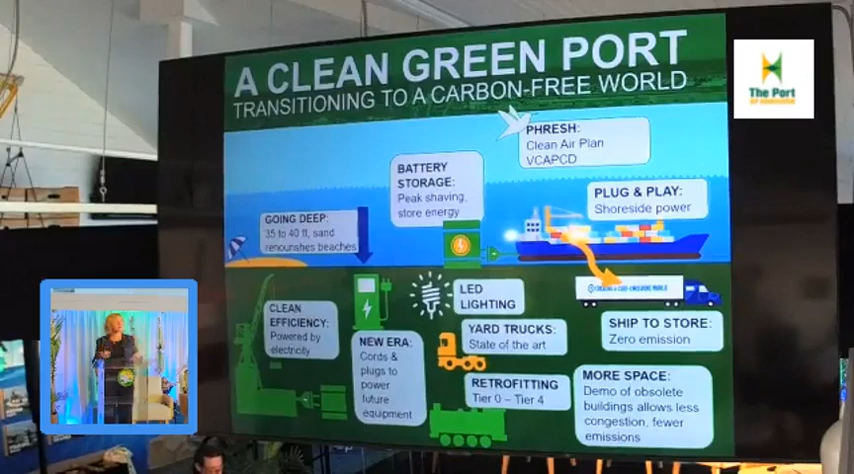 A CLEAN GREEN PORT
TRANSITIONING TO A CARBON-FREE WORLD
The Port
OF HUENEME
PHRESH:
Clean Air Plan
VCAPCD
BATTERY
STORAGE:
Peak shaving,
store energy
PLUG & PLAY:
Shoreside power
GOING DEEP:
35 to 40 ft, sand
renourishes beaches
CLEAN
EFFICIENCY:
Powered by
electricity
LED
LIGHTING
SHIP TO STORE:
Zero emission
YARD TRUCKS:
State of the art
NEW ERA:
Cords &
plugs to
power
future
equipment
RETROFITTING
Tier 0 – Tier 4
MORE SPACE:
Demo of obsolete
buildings allows less
congestion, fewer
emissions